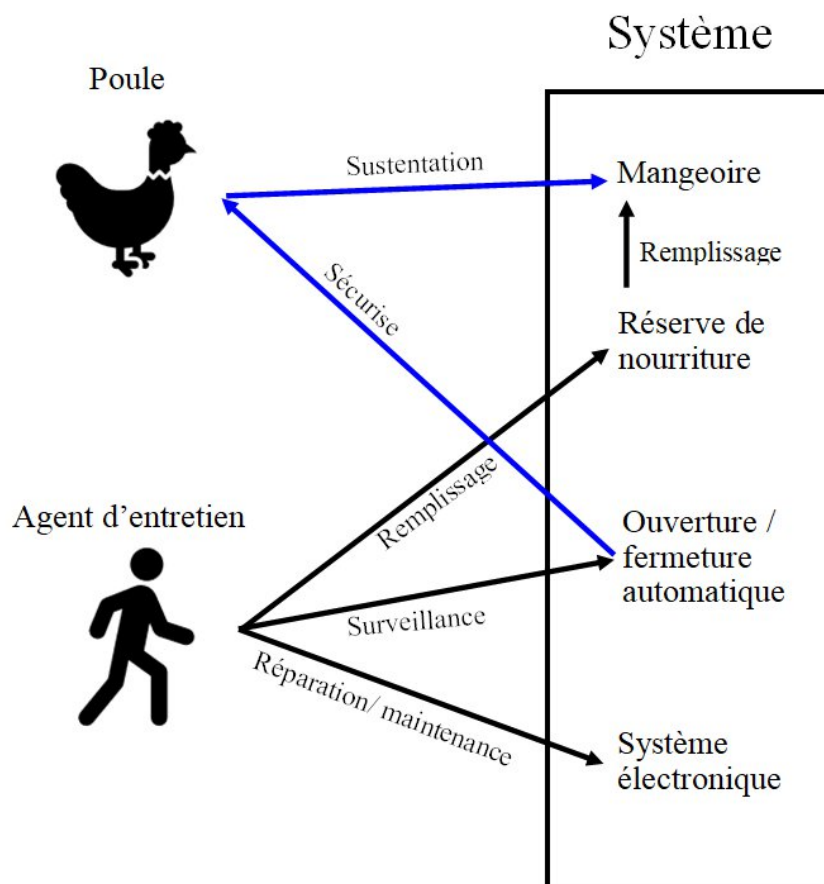 Système
Poule
Sustentation
Mangeoire
Remplissage
Sécurise
Réserve de
nourriture
Remplissage
Agent d’entretien
Ouverture /
fermeture
automatique
Surveillance
Réparation/ maintenance
Système
électronique